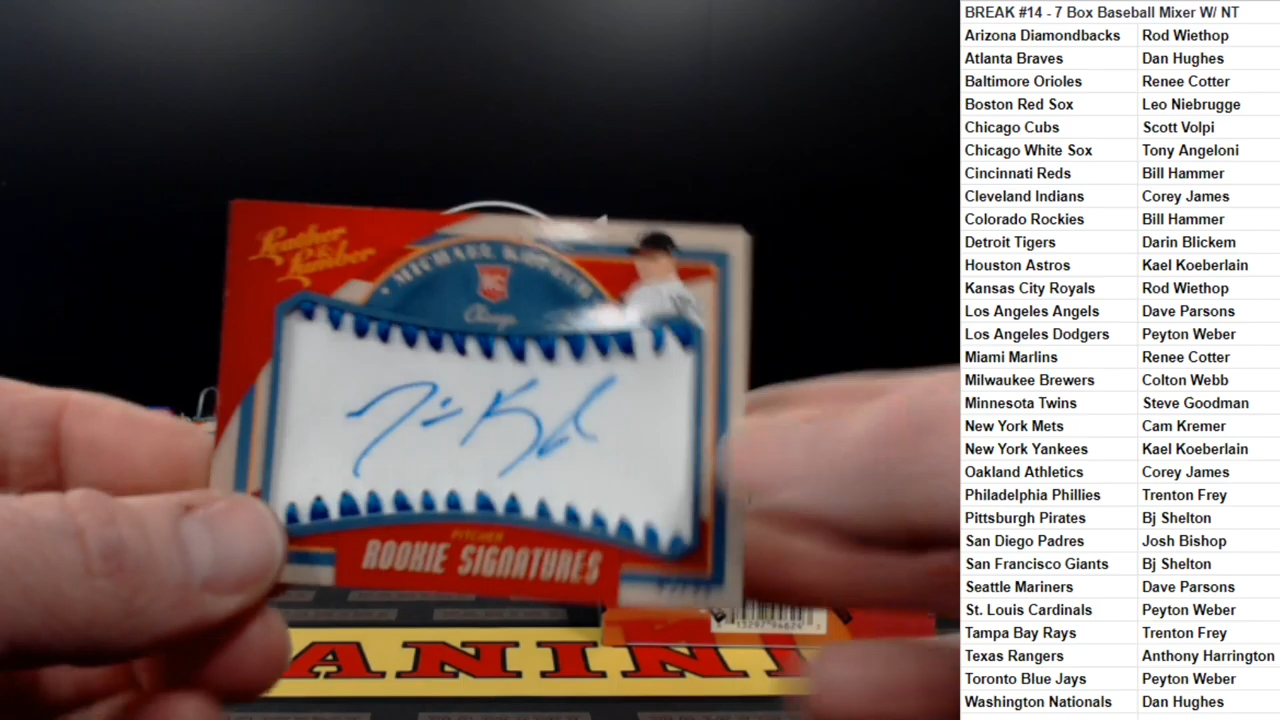 BREAK #14 - 7 Box Baseball Mixer W/ NT
Arizona Diamondbacks Rod Wiethop
Atlanta Braves Dan Hughes
Baltimore Orioles Renee Cotter
Boston Red Sox Leo Niebrugge
Chicago Cubs Scott Volpi
Chicago White Sox Tony Angeloni
Cincinnati Reds Bill Hammer
Cleveland Indians Corey James
Colorado Rockies Bill Hammer
Detroit Tigers Darin Blickem
Houston Astros Kael Koeberlain
Kansas City Royals Rod Wiethop
Los Angeles Angels Dave Parsons
Los Angeles Dodgers Peyton Weber
Miami Marlins Renee Cotter
Milwaukee Brewers Colton Webb
Minnesota Twins Steve Goodman
New York Mets Cam Kremer
New York Yankees Kael Koeberlain
Oakland Athletics Corey James
Philadelphia Phillies Trenton Frey
Pittsburgh Pirates Bj Shelton
San Diego Padres Josh Bishop
San Francisco Giants Bj Shelton
Seattle Mariners Dave Parsons
St. Louis Cardinals Peyton Weber
Tampa Bay Rays Trenton Frey
Texas Rangers Anthony Harrington
Toronto Blue Jays Peyton Weber
Washington Nationals Dan Hughes
Leather & Lumber
MICHAEL
RC
Chicago
PITCHER
ROOKIE SIGNATURES
PANINI